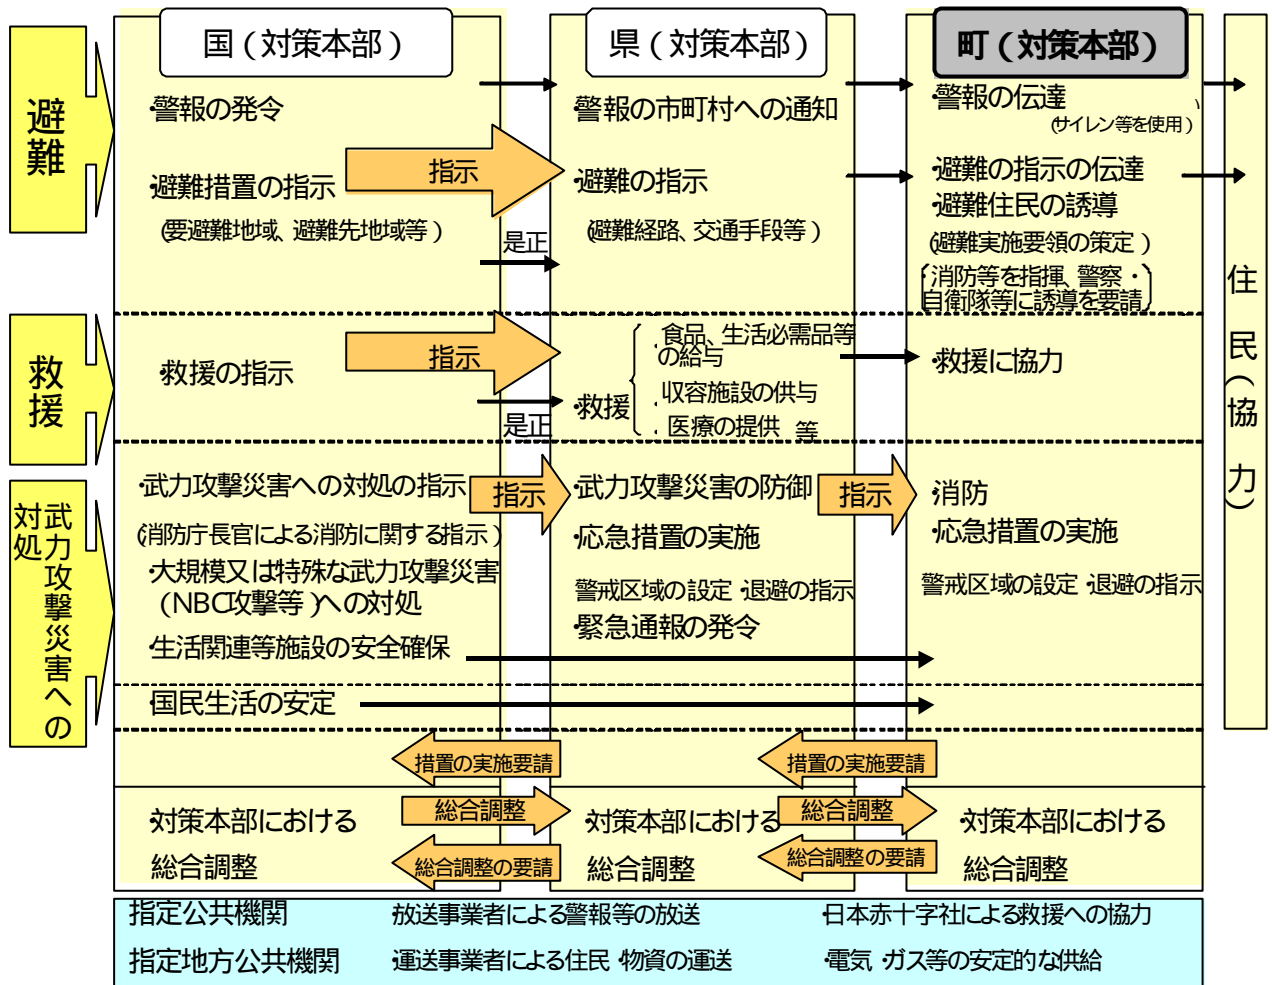 国（対策本部）
県（対策本部）
町（対策本部）
避難
・警報の発令
・警報の市町村への通知
・警報の伝達
（サイレン等を使用）
・避難措置の指示
指示
・避難の指示
・避難の指示の伝達
・避難住民の誘導
（要避難地域、避難先地域等）
是正
（避難経路、交通手段等）
（避難実施要領の策定）
・消防等を指揮、警察・
自衛隊等に誘導を要請
救援
・救援の指示
指示
是正
・救援
・食品、生活必需品等
の給与
・収容施設の供与
・医療の提供 等
・救援に協力
武力攻撃災害への
対処
・武力攻撃災害への対処の指示
指示
・武力攻撃災害の防御
指示
・消防
（消防庁長官による消防に関する指示）
・応急措置の実施
・応急措置の実施
・大規模又は特殊な武力攻撃災害
（NBC攻撃等）への対処
警戒区域の設定・退避の指示
警戒区域の設定・退避の指示
・緊急通報の発令
・生活関連等施設の安全確保
・国民生活の安定
措置の実施要請
措置の実施要請
・対策本部における
総合調整
総合調整
総合調整の要請
・対策本部における
総合調整
総合調整
総合調整の要請
・対策本部における
総合調整
住民（協力）
指定公共機関
・放送事業者による警報等の放送
・日本赤十字社による救援への協力
指定地方公共機関
・運送事業者による住民・物資の運送
・電気・ガス等の安定的な供給